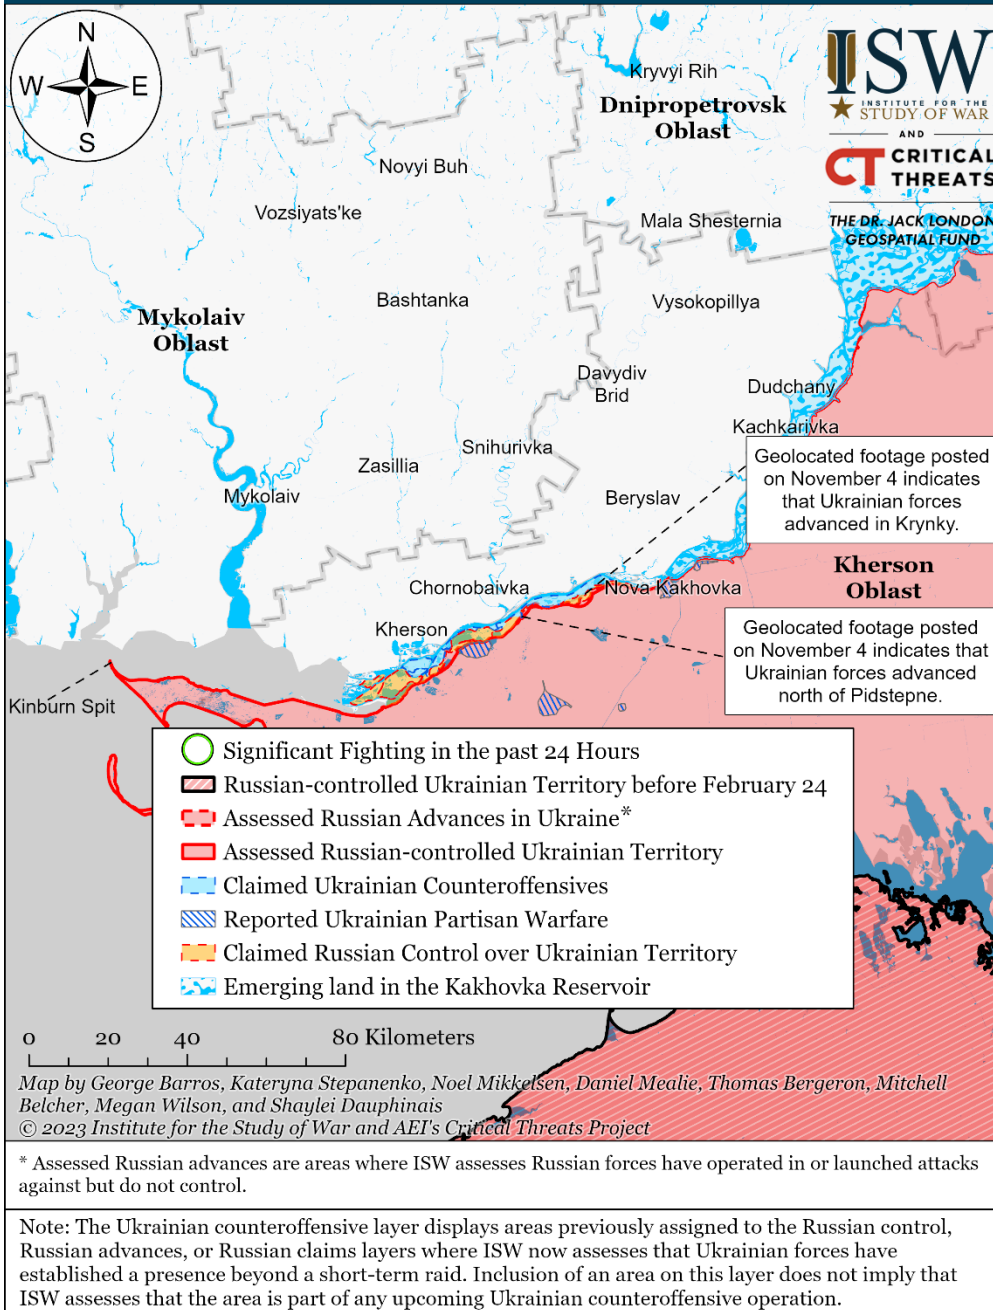 N
W
E
S
ISW
INSTITUTE FOR THE
STUDY OF WAR
AND
CT CRITICAL
THREATS
THE DR. JACK LONDON
GEOSPATIAL FUND
Kryvyi Rih
Dnipropetrovsk
Oblast
Novyi Buh
Vozsiyats'ke
Mala Shesternia
Bashtanka
Vysokopillya
Mykolaiv
Oblast
Davydiv
Brid
Dudchany
Kachkarivka
Snihurivka
Zasillia
Mykolaiv
Beryslav
Geolocated footage posted
on November 4 indicates
that Ukrainian forces
advanced in Krynky.
Kherson
Oblast
Chornobaivka
Nova Kakhovka
Kherson
Geolocated footage posted
on November 4 indicates that
Ukrainian forces advanced
north of Pidstepne.
Kinburn Spit
Significant Fighting in the past 24 Hours
Russian-controlled Ukrainian Territory before February 24
Assessed Russian Advances in Ukraine*
Assessed Russian-controlled Ukrainian Territory
Claimed Ukrainian Counteroffensives
Reported Ukrainian Partisan Warfare
Claimed Russian Control over Ukrainian Territory
Emerging land in the Kakhovka Reservoir
0 20 40 80 Kilometers
Map by George Barros, Kateryna Stepanenko, Noel Mikkelsen, Daniel Mealie, Thomas Bergeron, Mitchell
Belcher, Megan Wilson, and Shaylei Dauphinais
© 2023 Institute for the Study of War and AEI's Critical Threats Project
* Assessed Russian advances are areas where ISW assesses Russian forces have operated in or launched attacks
against but do not control.
Note: The Ukrainian counteroffensive layer displays areas previously assigned to the Russian control,
Russian advances, or Russian claims layers where ISW now assesses that Ukrainian forces have
established a presence beyond a short-term raid. Inclusion of an area on this layer does not imply that
ISW assesses that the area is part of any upcoming Ukrainian counteroffensive operation.